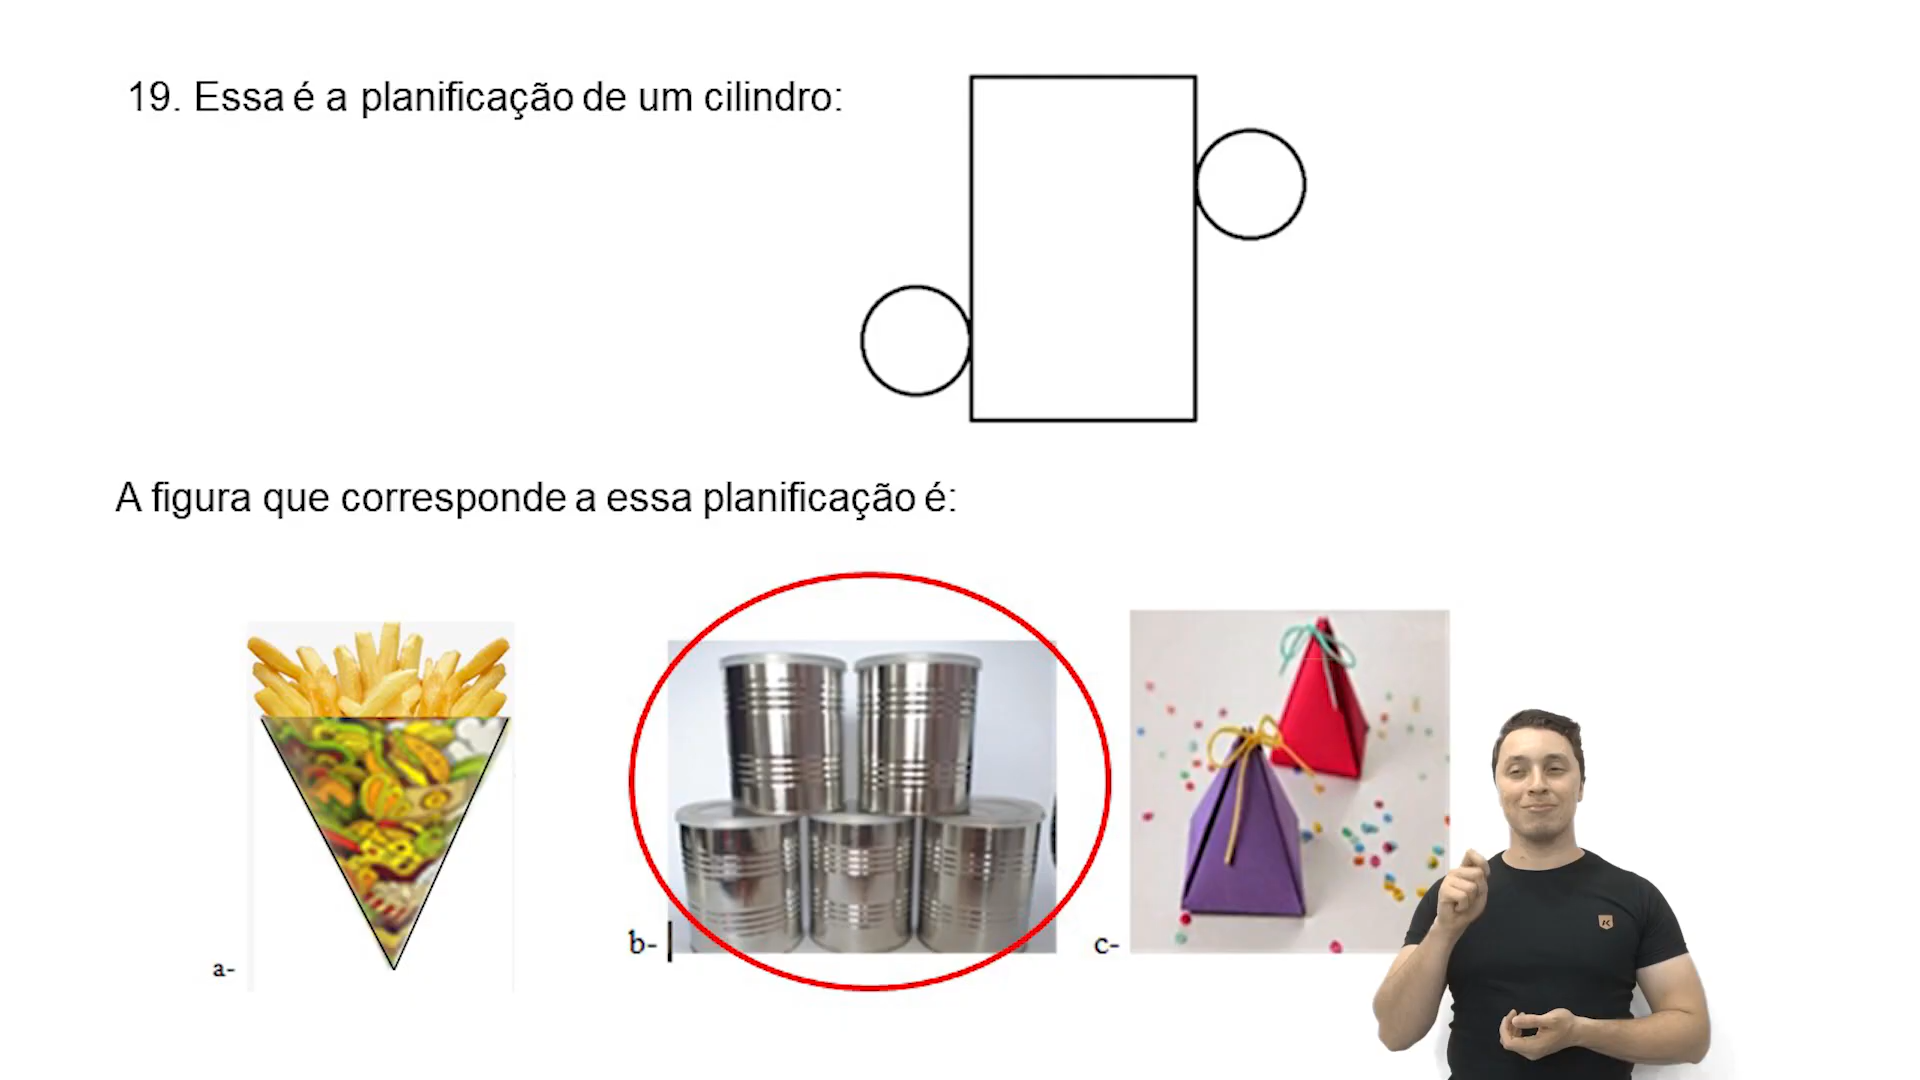 19. Essa é a planificação de um cilindro:
A figura que corresponde a essa planificação é:
a-
b-
c-